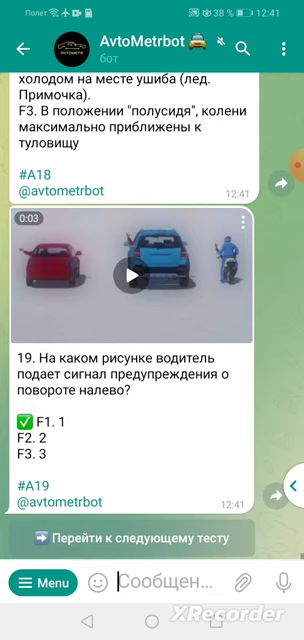 Полет
38 %
12:41
AvtoMetrbot 🚖
бот
AVTOMETR
холодом на месте ушиба (лед.
Примочка).
F3. В положении "полусидя", колени
максимально приближены к
туловищу
#A18
@avtometrbot
12:41
0:03
19. На каком рисунке водитель
подает сигнал предупреждения о
повороте налево?
✅ F1. 1
F2. 2
F3. 3
#A19
@avtometrbot
12:41
➡️ Перейти к следующему тесту
Menu
Сообщен...
XRecorder